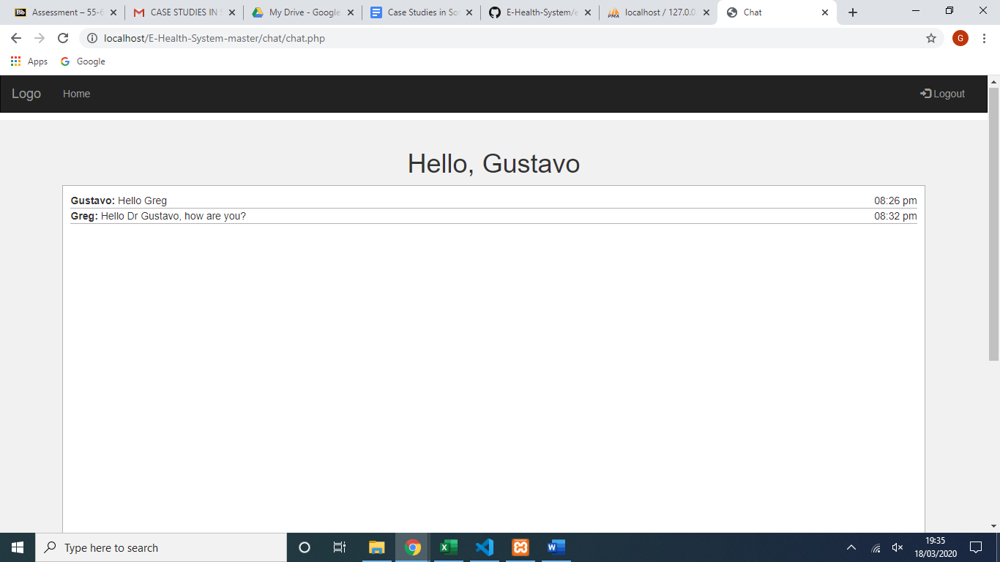 Assessment – 55-6
CASE STUDIES IN S
My Drive - Google
Case Studies in So
E-Health-System/e
localhost / 127.0.0
Chat
localhost/E-Health-System-master/chat/chat.php
G
Apps
Google
Logo
Home
Logout
Hello, Gustavo
Gustavo: Hello Greg 08:26 pm
Greg: Hello Dr Gustavo, how are you? 08:32 pm
Type here to search
19:35
18/03/2020